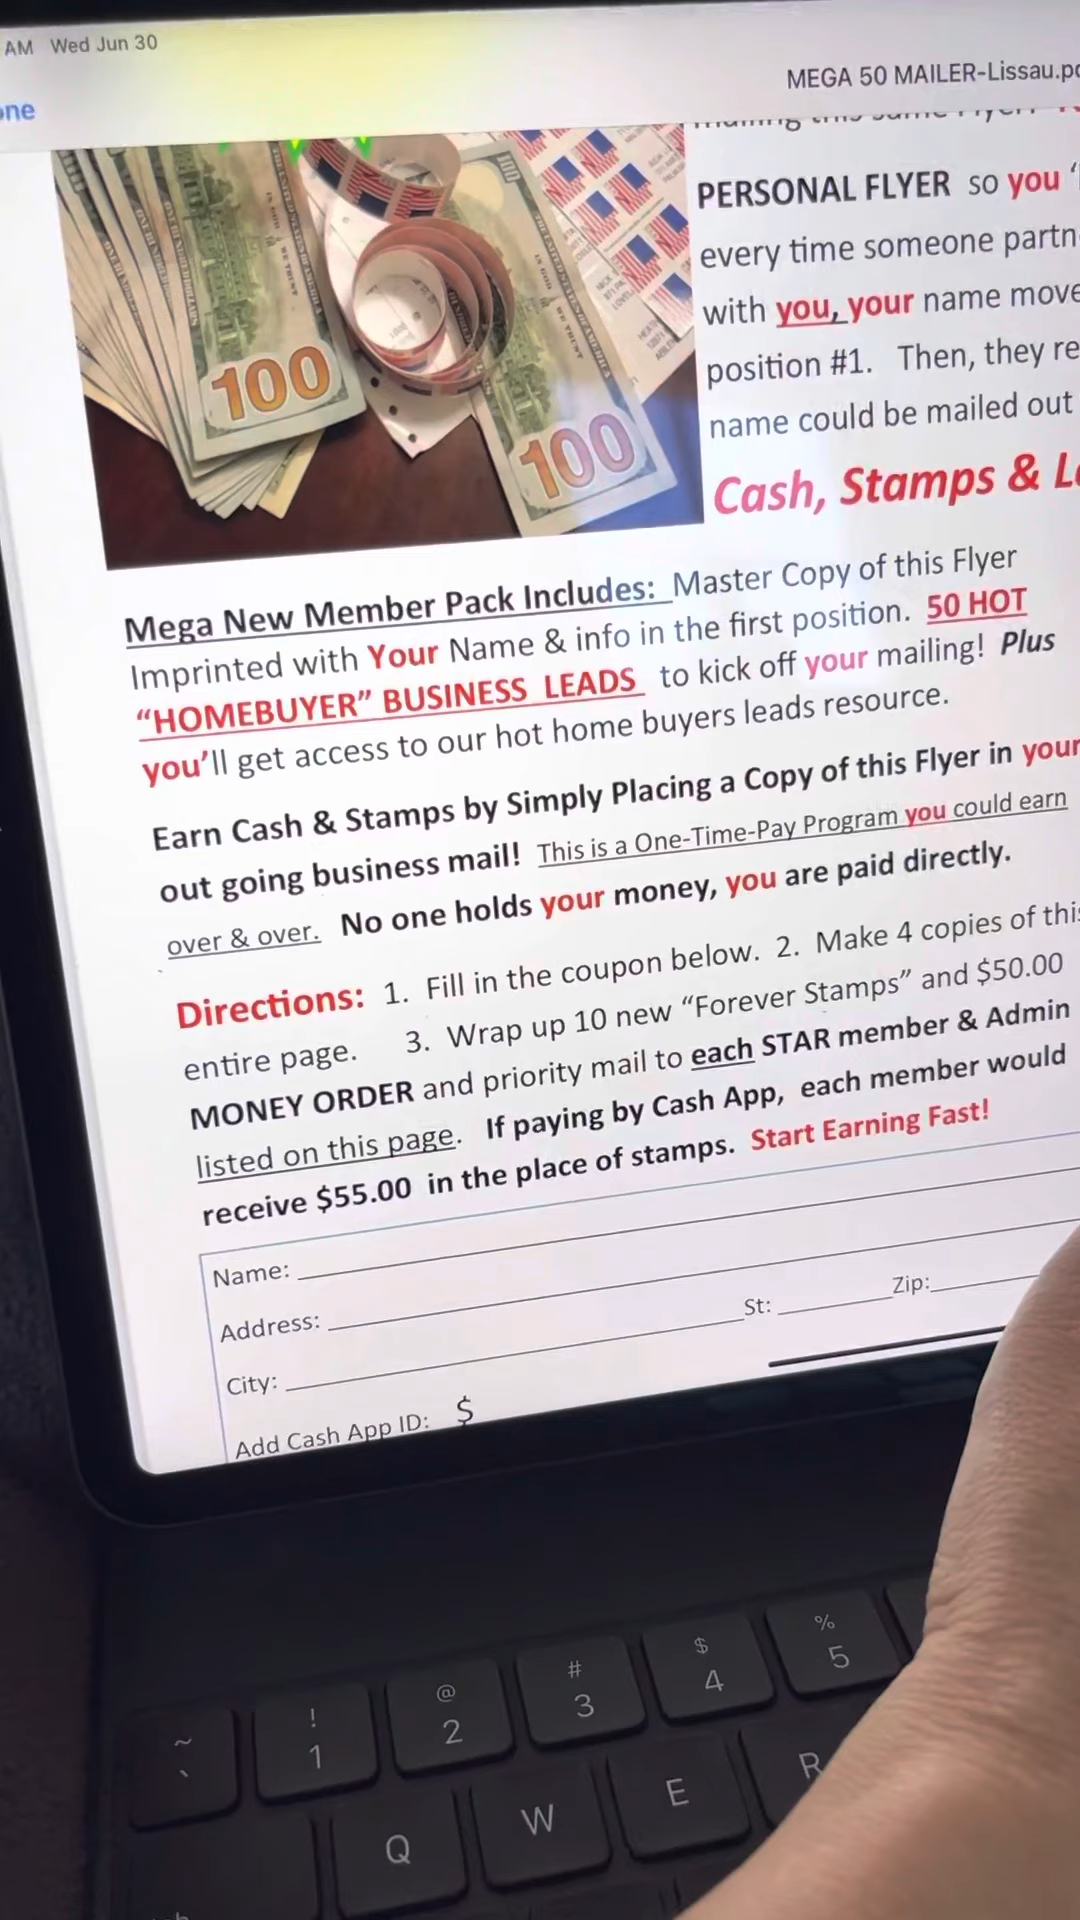 AM Wed Jun 30
MEGA 50 MAILER-Lissau.pd
one
mailing this same Flyer!
PERSONAL FLYER so you
every time someone partn
with you, your name move
position #1. Then, they re
name could be mailed out
Cash, Stamps & Le
100
100
100
Mega New Member Pack Includes: Master Copy of this Flyer
Imprinted with Your Name & info in the first position. 50 HOT
“HOMEBUYER” BUSINESS LEADS to kick off your mailing! Plus
you’ll get access to our hot home buyers leads resource.
Earn Cash & Stamps by Simply Placing a Copy of this Flyer in your
out going business mail! This is a One-Time-Pay Program you could earn
over & over. No one holds your money, you are paid directly.
Directions: 1. Fill in the coupon below. 2. Make 4 copies of this
entire page. 3. Wrap up 10 new “Forever Stamps” and $50.00
MONEY ORDER and priority mail to each STAR member & Admin
listed on this page. If paying by Cash App, each member would
receive $55.00 in the place of stamps. Start Earning Fast!
Name:
Address:
City: St: Zip:
Add Cash App ID: $
~ ! @ # $ %
` 1 2 3 4 5
Q W E R